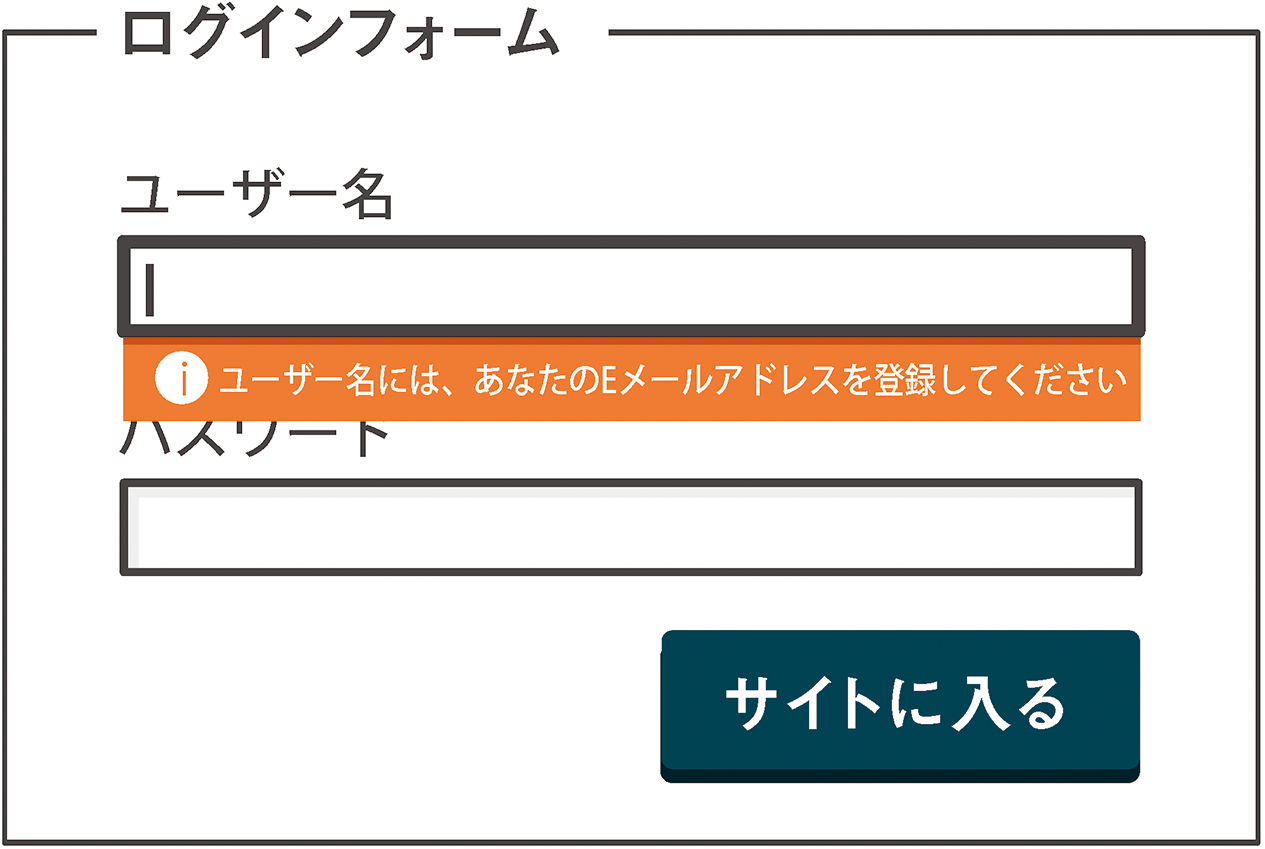 ログインフォーム
ユーザー名
ユーザー名には、あなたのEメールアドレスを登録してください
パスワード
サイトに入る